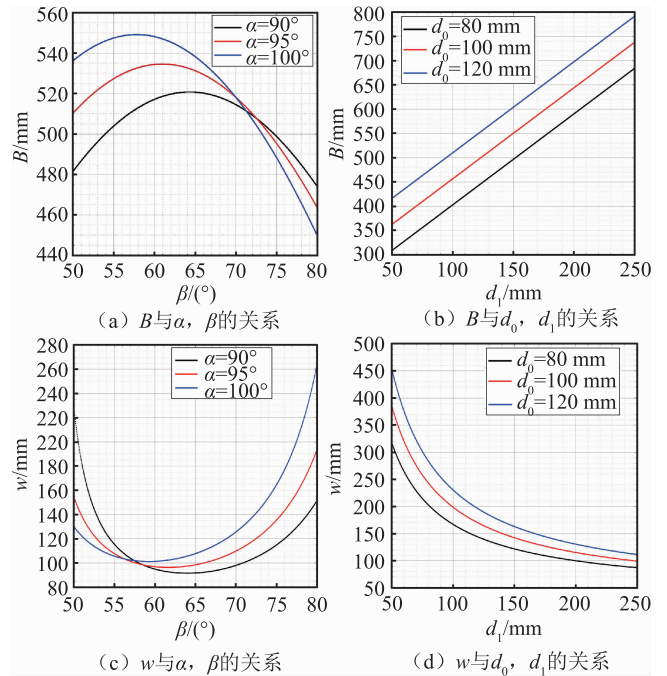 560
540
520
500
480
460
440
B/mm
α=90°
α=95°
α=100°
50 55 60 65 70 75 80
β/(°)
(a) B与α，β的关系
800
750
700
650
600
550
500
450
400
350
300
B/mm
d0=80 mm
d0=100 mm
d0=120 mm
50 100 150 200 250
d1/mm
(b) B与d0，d1的关系
280
260
240
220
200
180
160
140
120
100
80
w/mm
α=90°
α=95°
α=100°
50 55 60 65 70 75 80
β/(°)
(c) w与α，β的关系
500
450
400
350
300
250
200
150
100
50
w/mm
d0=80 mm
d0=100 mm
d0=120 mm
50 100 150 200 250
d1/mm
(d) w与d0，d1的关系